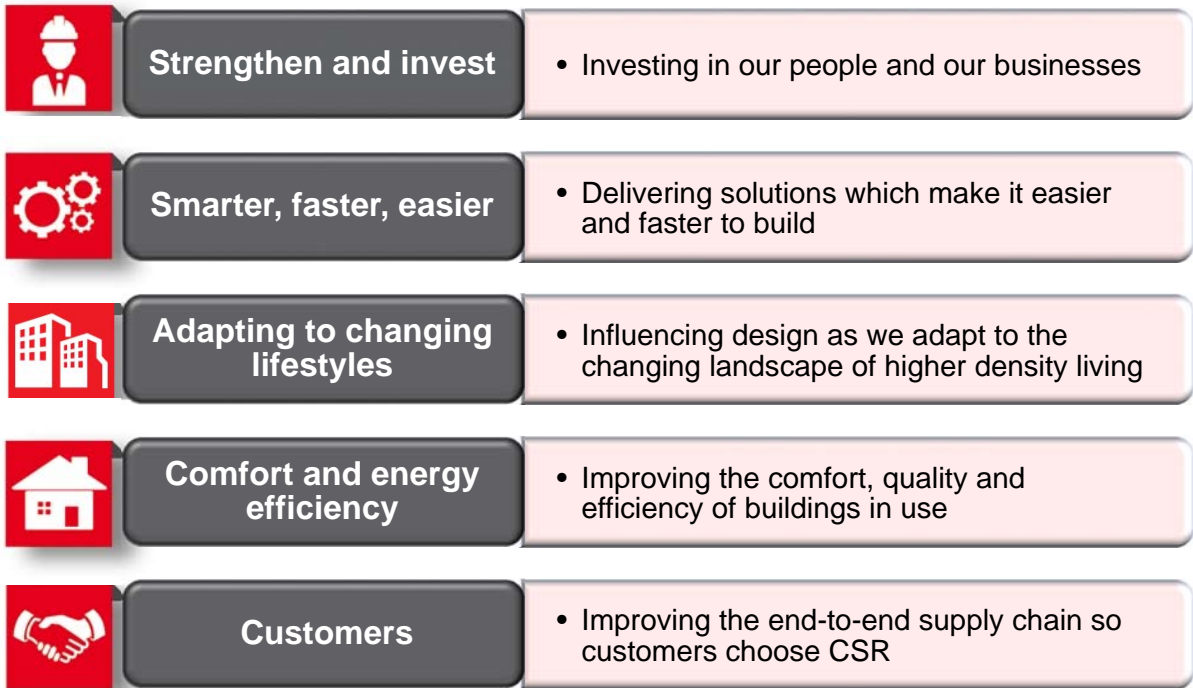 Strengthen and invest
• Investing in our people and our businesses
Smarter, faster, easier
• Delivering solutions which make it easier
and faster to build
Adapting to changing
lifestyles
• Influencing design as we adapt to the
changing landscape of higher density living
Comfort and energy
efficiency
• Improving the comfort, quality and
efficiency of buildings in use
Customers
• Improving the end-to-end supply chain so
customers choose CSR